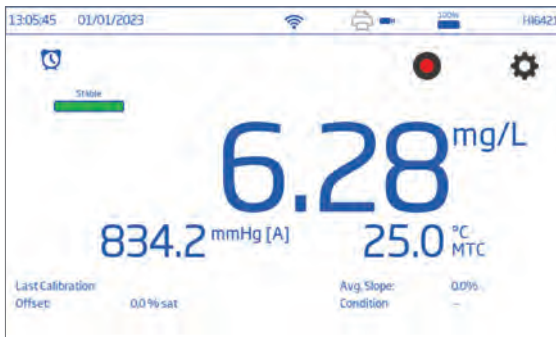 13:05:45 01/01/2023 100% HI6421
Stable
6.28 mg/L
834.2 mmHg [A] 25.0 °C MTC
Last Calibration Avg. Slope: 0.0%
Offset: 0.0 % sat Condition --